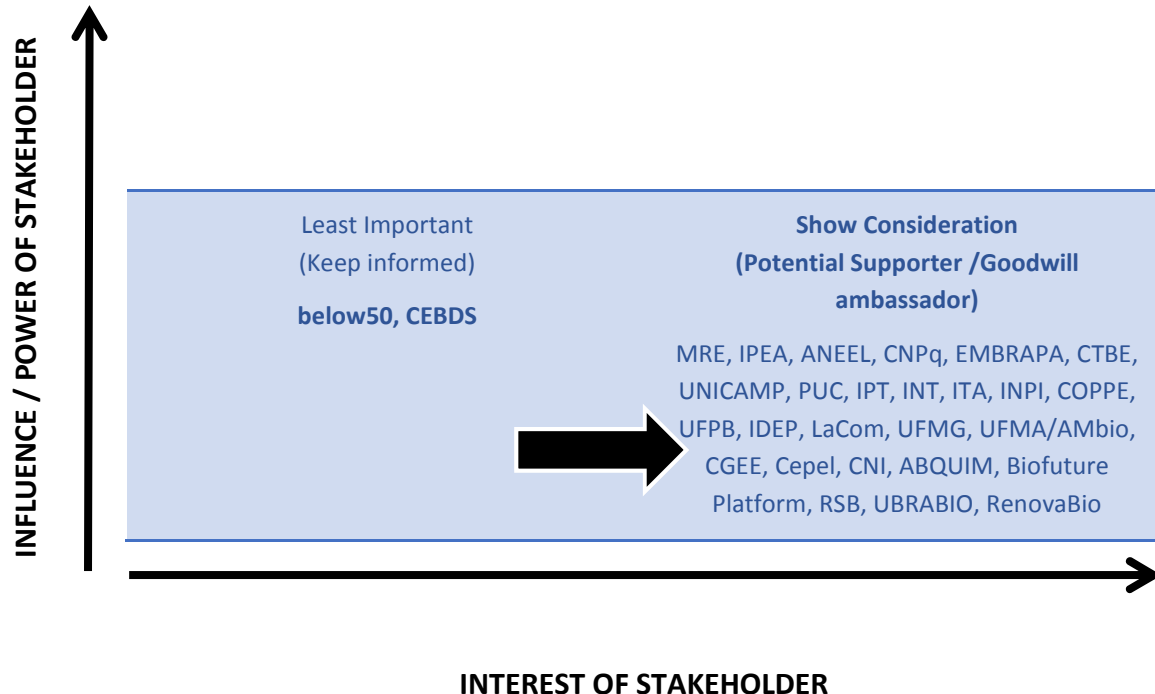 INFLUENCE / POWER OF STAKEHOLDER
Least Important
(Keep informed)
below50, CEBDS
Show Consideration
(Potential Supporter /Goodwill
ambassador)
MRE, IPEA, ANEEL, CNPq, EMBRAPA, CTBE,
UNICAMP, PUC, IPT, INT, ITA, INPI, COPPE,
UFPB, IDEP, LaCom, UFMG, UFMA/AMbio,
CGEE, Cepel, CNI, ABQUIM, Biofuture
Platform, RSB, UBRABIO, RenovaBio
INTEREST OF STAKEHOLDER